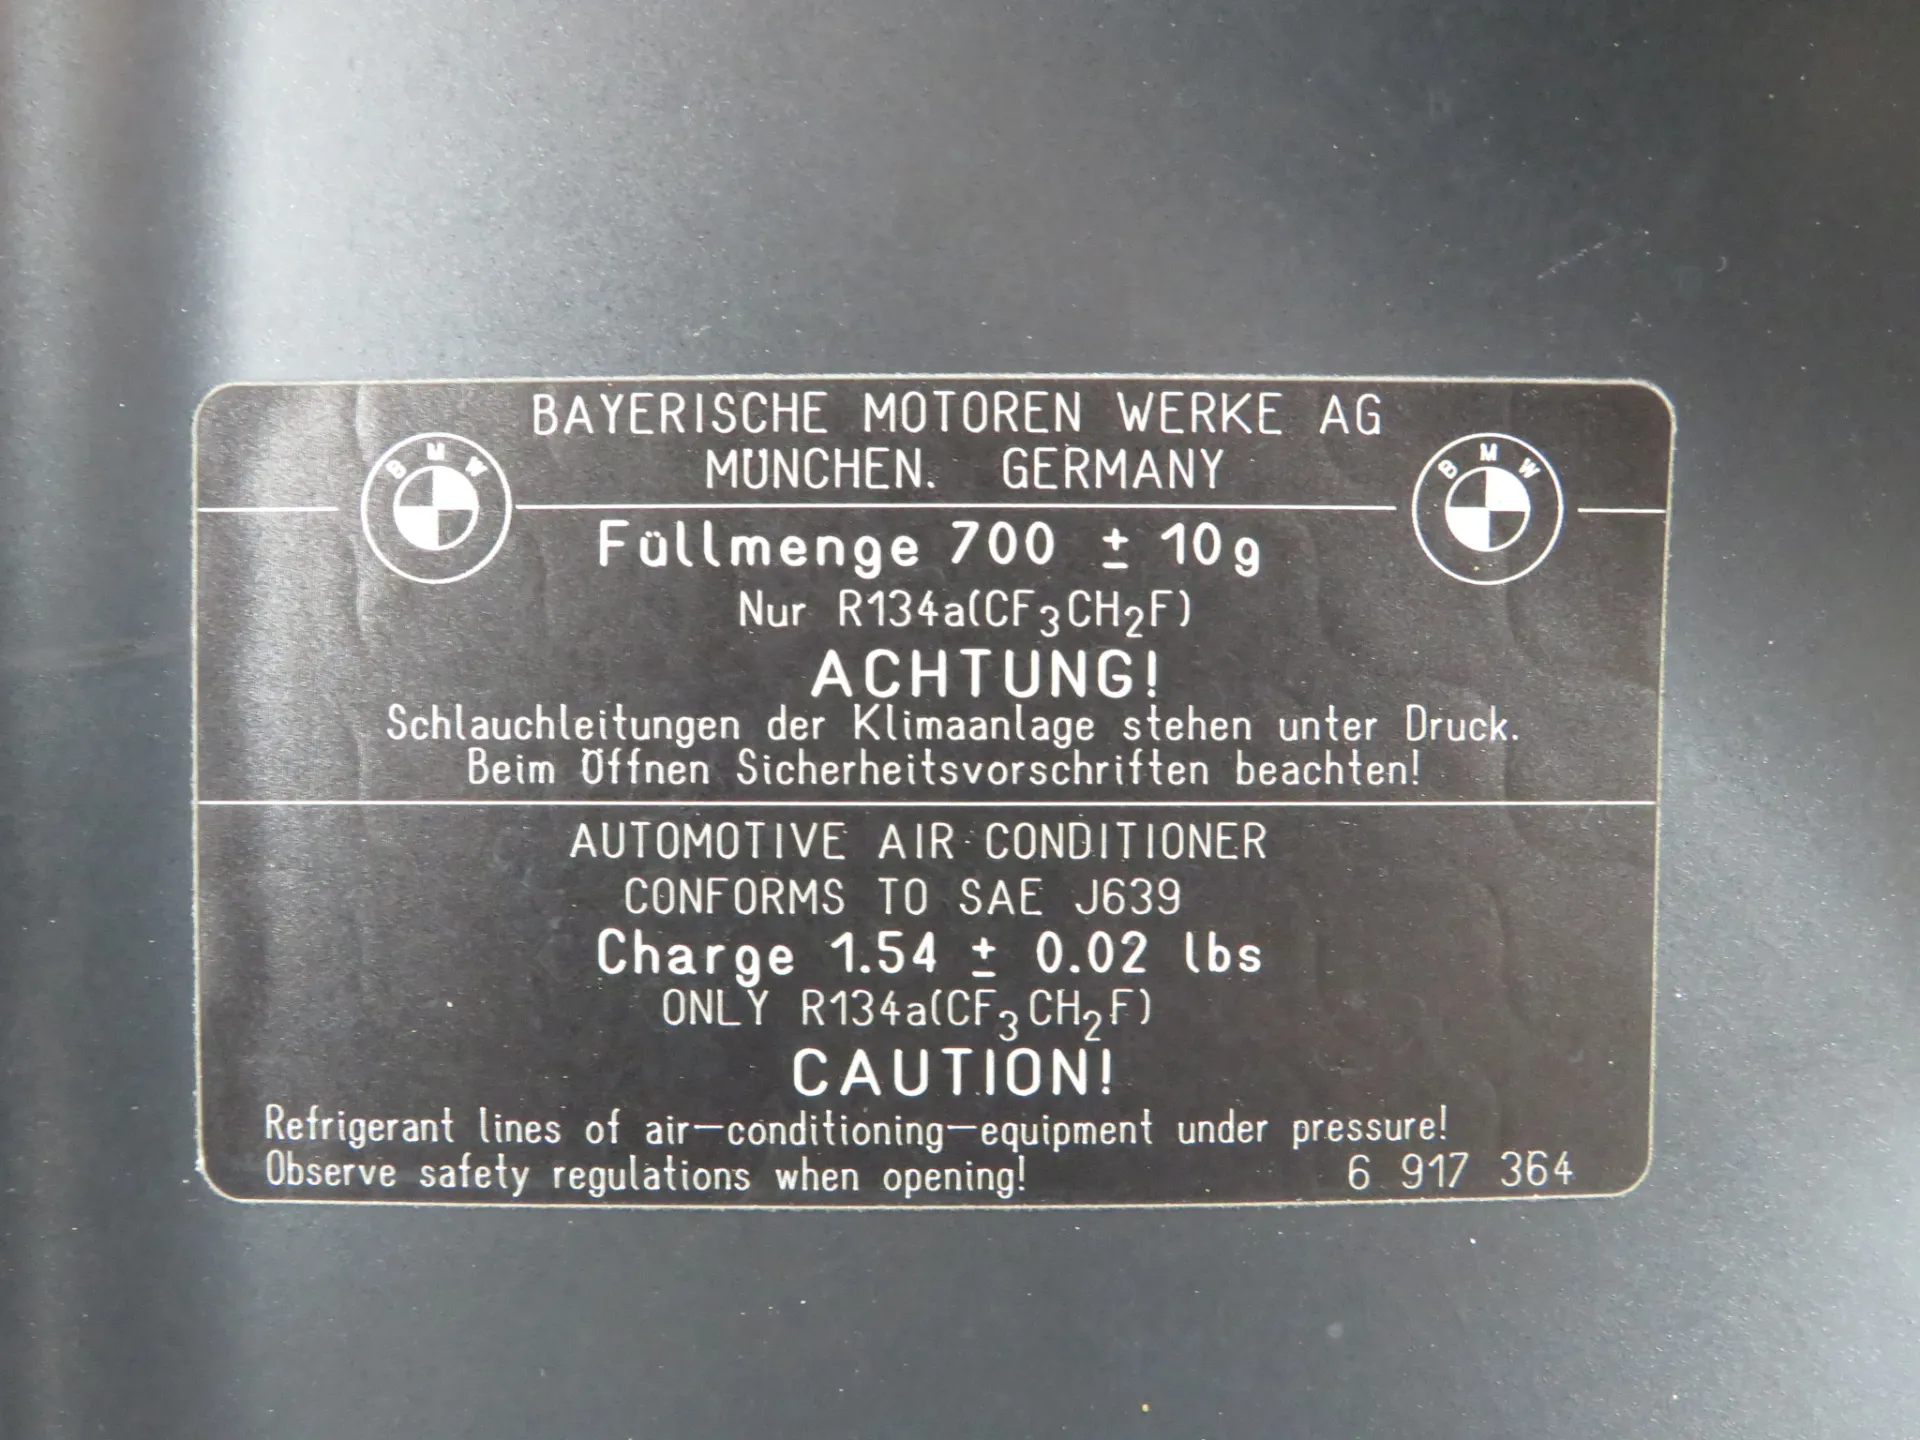 BAYERISCHE MOTOREN WERKE AG
MÜNCHEN. GERMANY
BMW
BMW
Füllmenge 700 ± 10g
Nur R134a(CF₃CH₂F)
ACHTUNG!
Schlauchleitungen der Klimaanlage stehen unter Druck.
Beim Öffnen Sicherheitsvorschriften beachten!
AUTOMOTIVE AIR CONDITIONER
CONFORMS TO SAE J639
Charge 1.54 ± 0.02 lbs
ONLY R134a(CF₃CH₂F)
CAUTION!
Refrigerant lines of air–conditioning–equipment under pressure!
Observe safety regulations when opening!
6 917 364